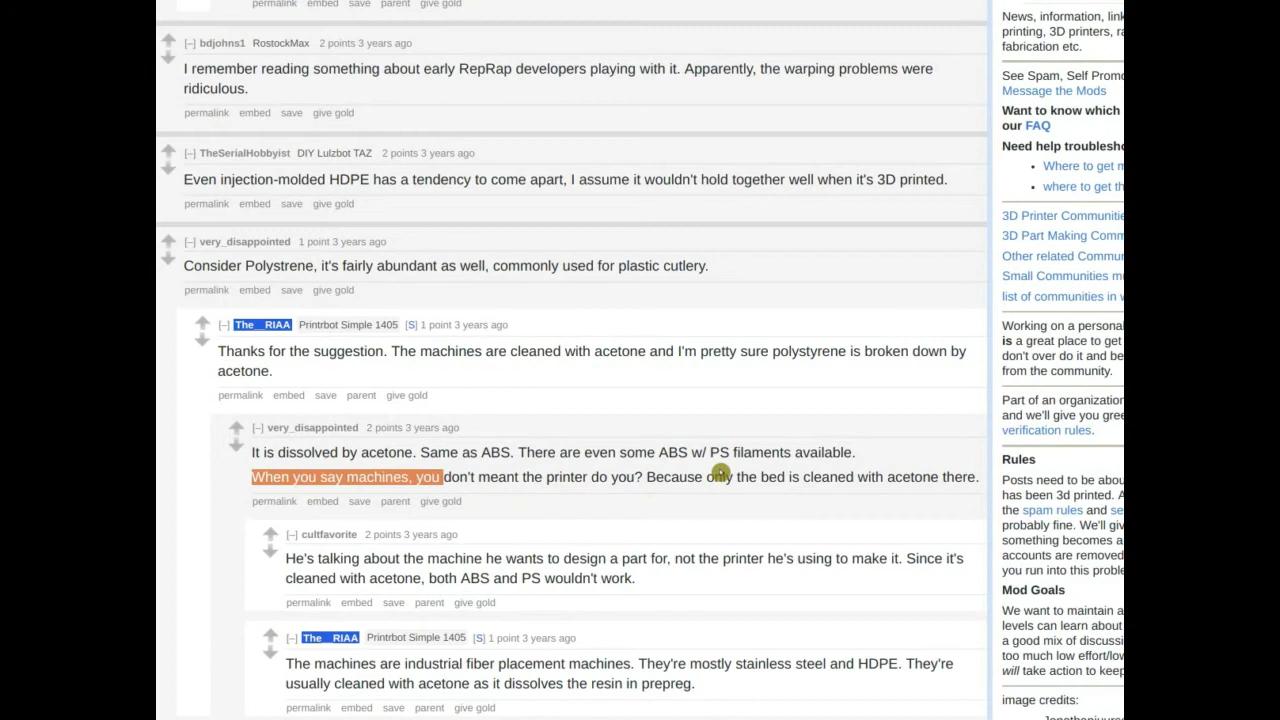 permalink embed save parent give gold
[–] bdjohns1 RostockMax 2 points 3 years ago
I remember reading something about early RepRap developers playing with it. Apparently, the warping problems were
ridiculous.
permalink embed save give gold
[–] TheSerialHobbyist DIY Lulzbot TAZ 2 points 3 years ago
Even injection-molded HDPE has a tendency to come apart, I assume it wouldn't hold together well when it's 3D printed.
permalink embed save give gold
[–] very_disappointed 1 point 3 years ago
Consider Polystrene, it's fairly abundant as well, commonly used for plastic cutlery.
permalink embed save give gold
[–] The__RIAA Printrbot Simple 1405 [S] 1 point 3 years ago
Thanks for the suggestion. The machines are cleaned with acetone and I'm pretty sure polystyrene is broken down by
acetone.
permalink embed save parent give gold
[–] very_disappointed 2 points 3 years ago
It is dissolved by acetone. Same as ABS. There are even some ABS w/ PS filaments available.
When you say machines, you don't meant the printer do you? Because only the bed is cleaned with acetone there.
permalink embed save parent give gold
[–] cultfavorite 2 points 3 years ago
He's talking about the machine he wants to design a part for, not the printer he's using to make it. Since it's
cleaned with acetone, both ABS and PS wouldn't work.
permalink embed save parent give gold
[–] The__RIAA Printrbot Simple 1405 [S] 1 point 3 years ago
The machines are industrial fiber placement machines. They're mostly stainless steel and HDPE. They're
usually cleaned with acetone as it dissolves the resin in prepreg.
permalink embed save parent give gold
News, information, link
printing, 3D printers, ra
fabrication etc.
See Spam, Self Promo
Message the Mods
Want to know which
our FAQ
Need help troublesho
Where to get m
where to get th
3D Printer Communitie
3D Part Making Comm
Other related Commu
Small Communities m
list of communities in v
Working on a personal
is a great place to get
don't over do it and be
from the community.
Part of an organization
and we'll give you gree
verification rules.
Rules
Posts need to be abou
has been 3d printed. A
the spam rules and se
probably fine. We'll giv
something becomes a
accounts are removed
you run into this proble
Mod Goals
We want to maintain a
levels can learn about
a good mix of discussi
too much low effort/low
will take action to keep
image credits: